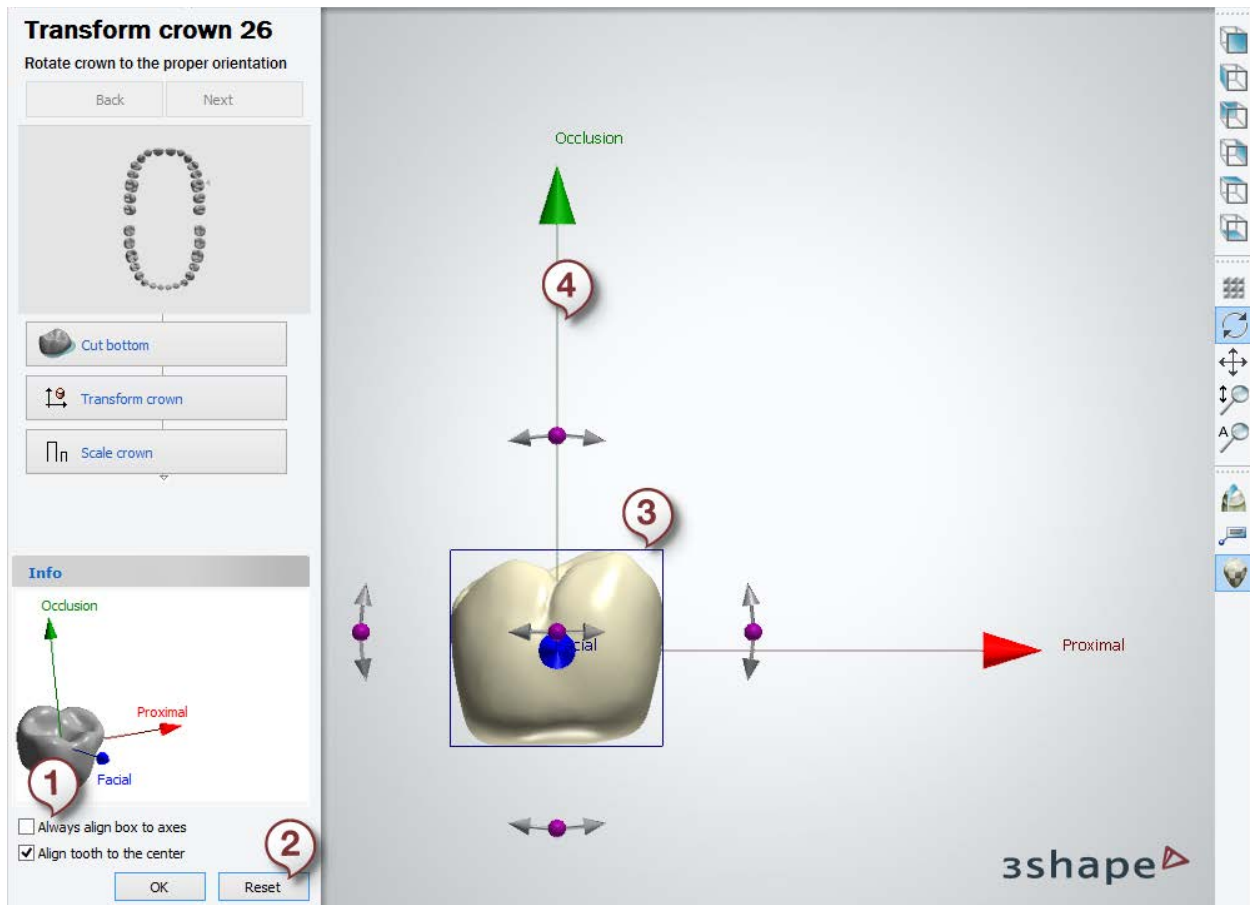 Transform crown 26
Rotate crown to the proper orientation
Back Next
Cut bottom
Transform crown
Scale crown
Info
Occlusion
Proximal
Facial
1
Always align box to axes
Align tooth to the center
2
OK Reset
Occlusion
4
3
cial
Proximal
A
3shape